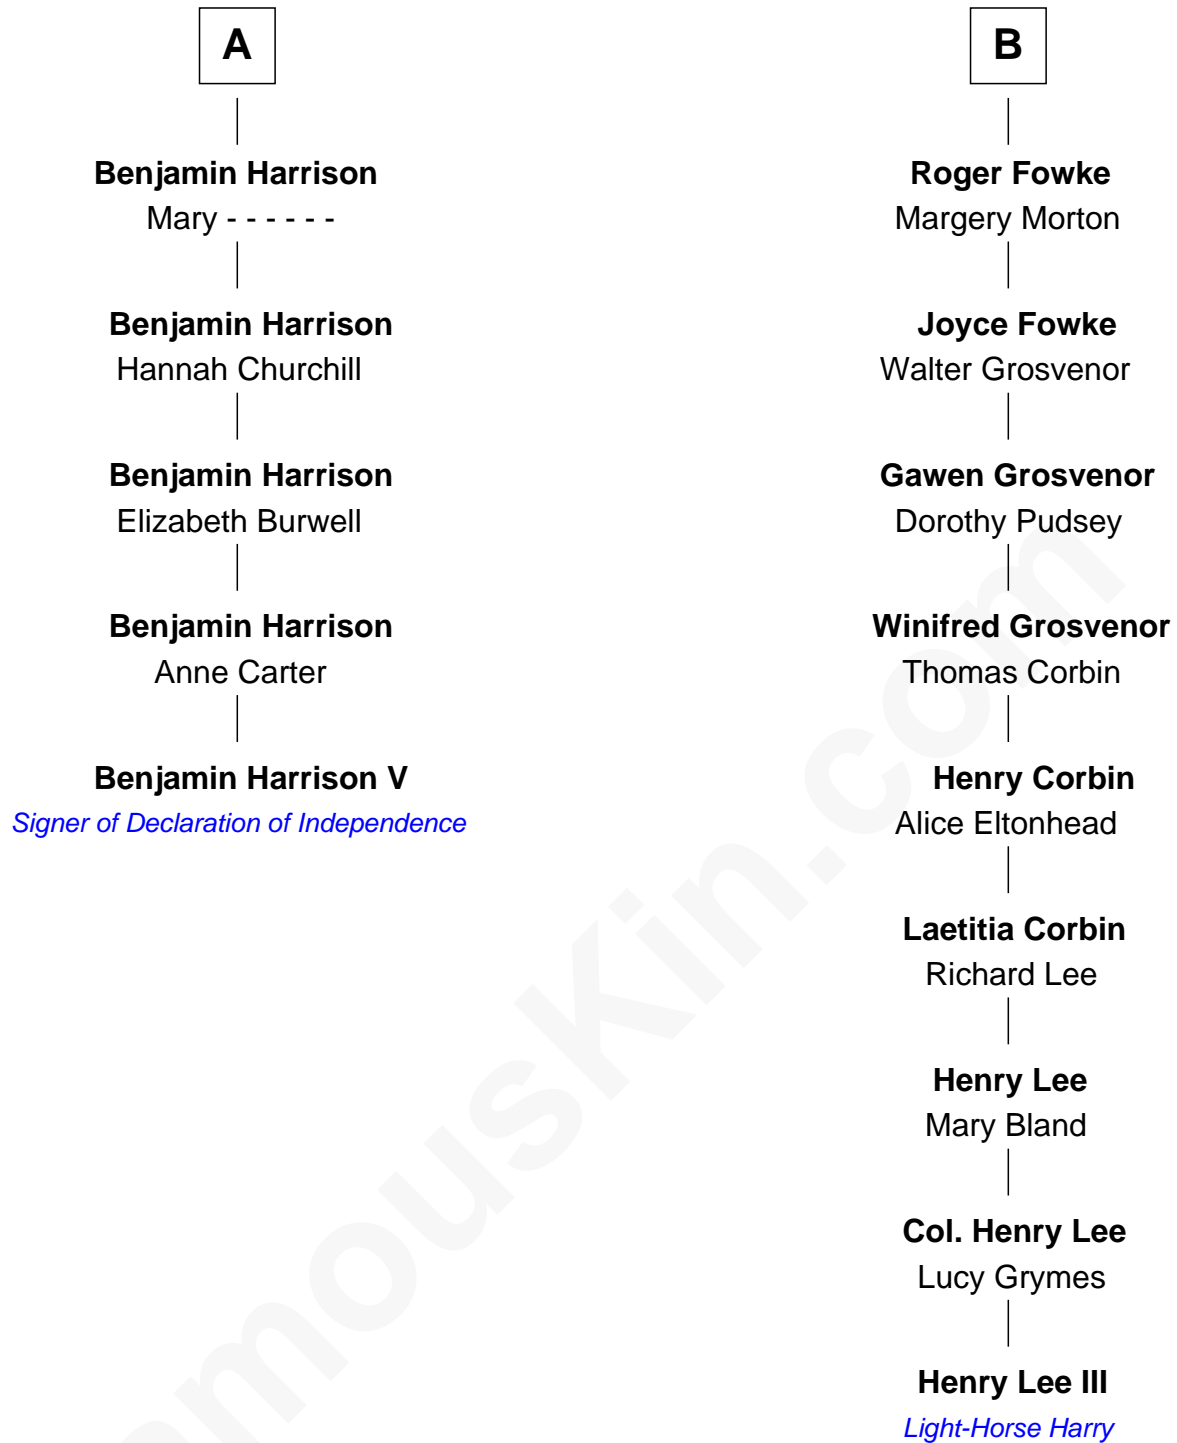 A
Benjamin Harrison
Mary - - - - - -
Benjamin Harrison
Hannah Churchill
Benjamin Harrison
Elizabeth Burwell
Benjamin Harrison
Anne Carter
Benjamin Harrison V
Signer of Declaration of Independence
B
Roger Fowke
Margery Morton
Joyce Fowke
Walter Grosvenor
Gawen Grosvenor
Dorothy Pudsey
Winifred Grosvenor
Thomas Corbin
Henry Corbin
Alice Eltonhead
Laetitia Corbin
Richard Lee
Henry Lee
Mary Bland
Col. Henry Lee
Lucy Grymes
Henry Lee III
Light-Horse Harry
amousKin.com